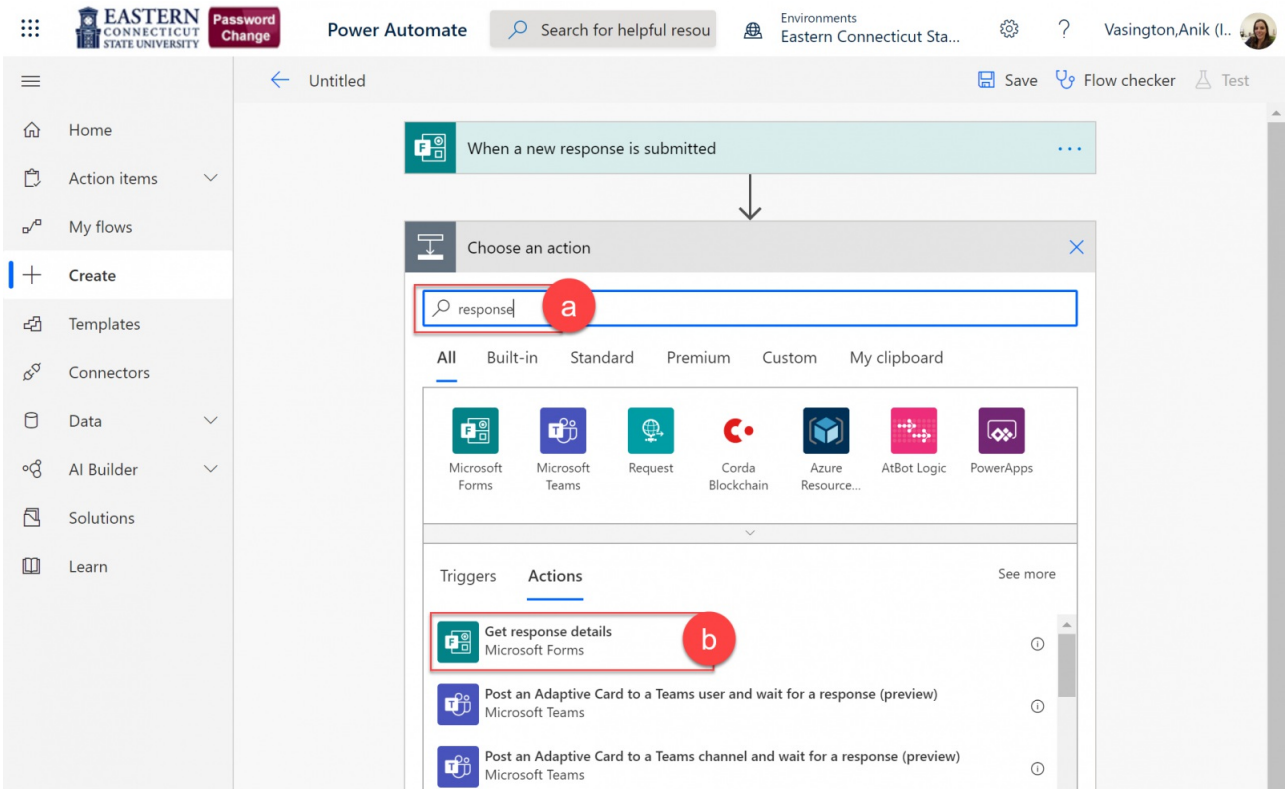 EASTERN
CONNECTICUT
STATE UNIVERSITY
Password
Change
Power Automate
Search for helpful resou
Environments
Eastern Connecticut Sta...
?
Vasington,Anik (I..
Untitled
Save
Flow checker
Test
Home
Action items
My flows
Create
Templates
Connectors
Data
AI Builder
Solutions
Learn
When a new response is submitted
...
Choose an action
response
a
All
Built-in
Standard
Premium
Custom
My clipboard
Microsoft
Forms
Microsoft
Teams
Request
Corda
Blockchain
Azure
Resource...
AtBot Logic
PowerApps
Triggers
Actions
See more
Get response details
Microsoft Forms
b
Post an Adaptive Card to a Teams user and wait for a response (preview)
Microsoft Teams
Post an Adaptive Card to a Teams channel and wait for a response (preview)
Microsoft Teams